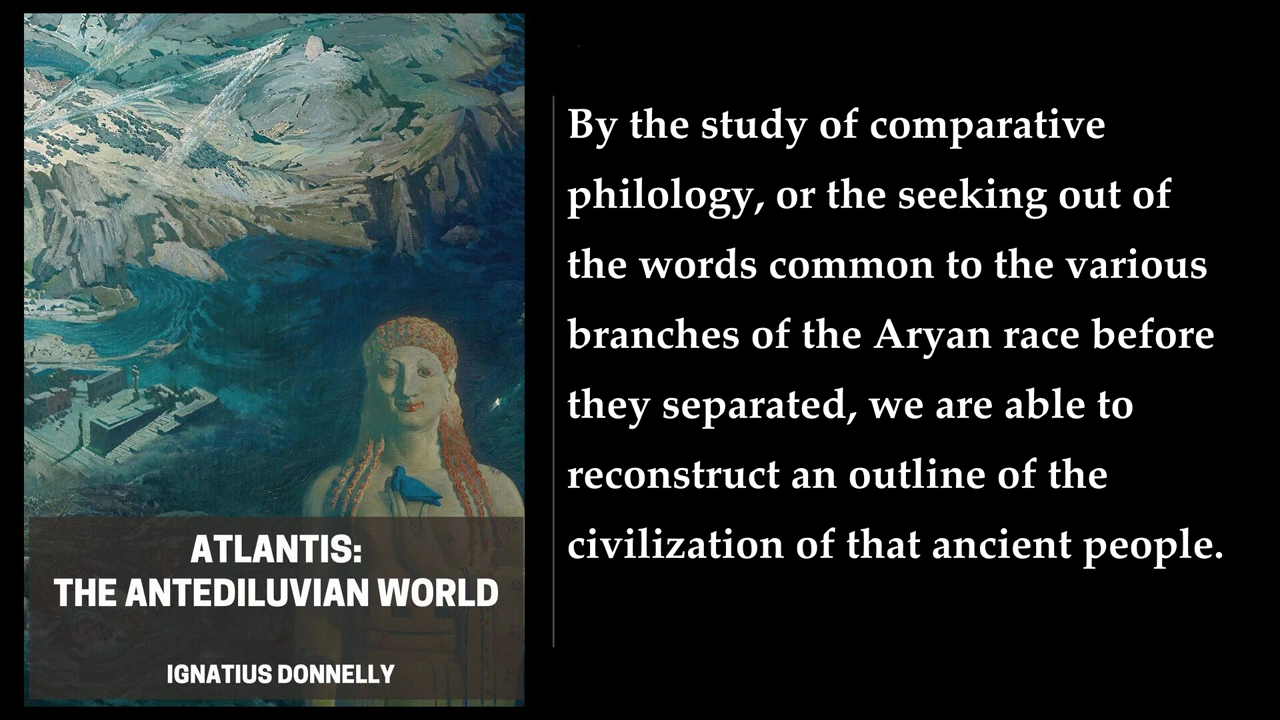 ATLANTIS:
THE ANTEDILUVIAN WORLD
IGNATIUS DONNELLY
By the study of comparative
philology, or the seeking out of
the words common to the various
branches of the Aryan race before
they separated, we are able to
reconstruct an outline of the
civilization of that ancient people.